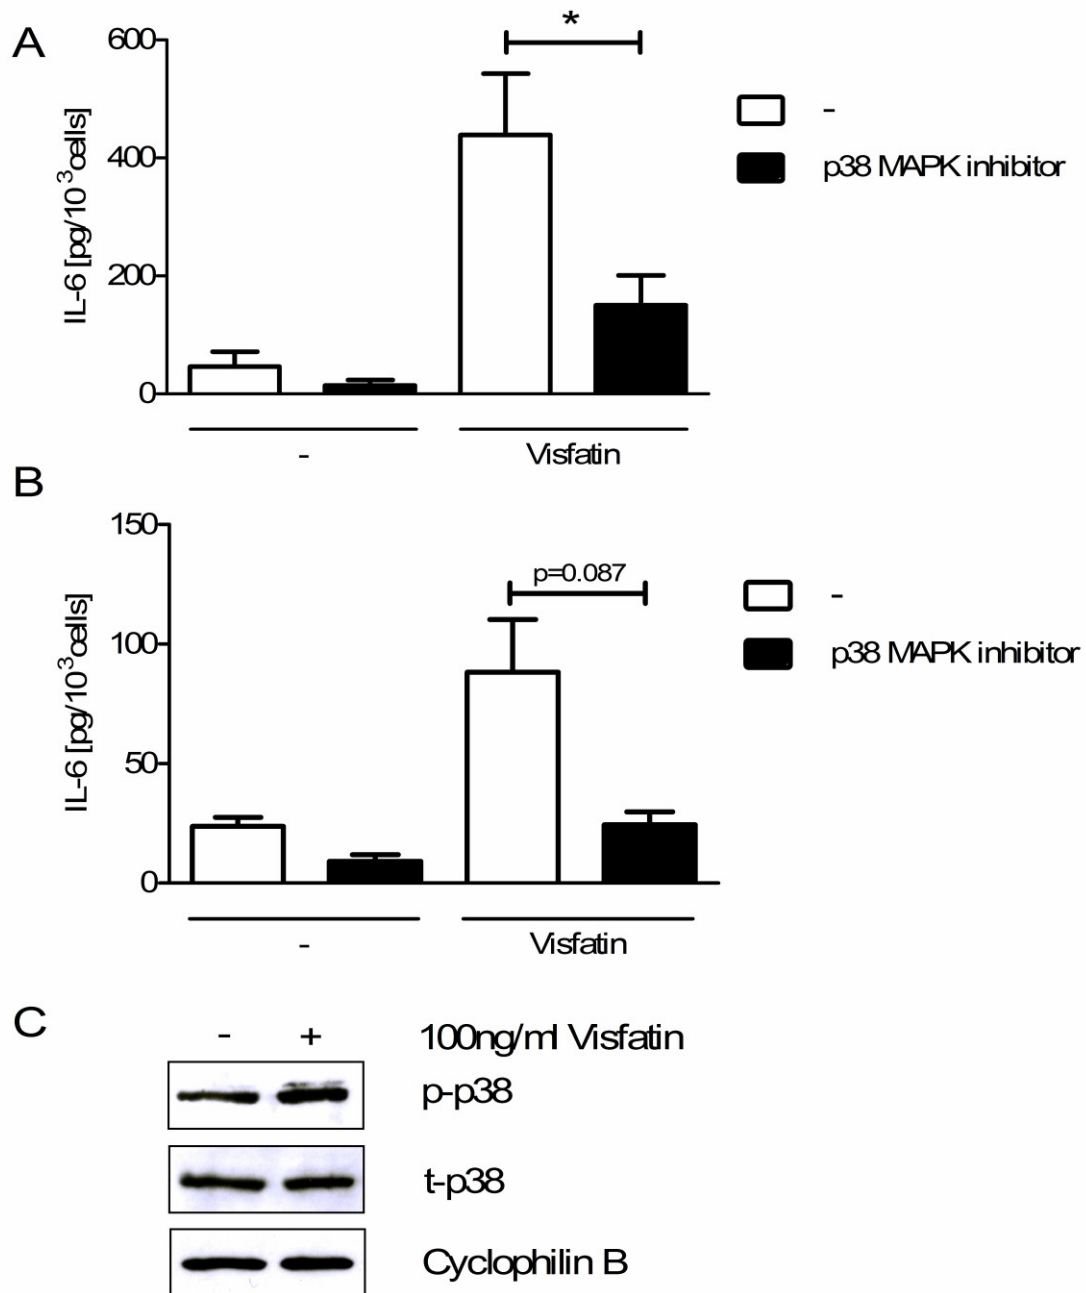 A
*
600
400
200
0
IL-6 [pg/10³cells]
-
p38 MAPK inhibitor
-
Visfatin
B
150
100
50
0
IL-6 [pg/10³cells]
p=0.087
-
p38 MAPK inhibitor
-
Visfatin
C
- + 100ng/ml Visfatin
p-p38
t-p38
Cyclophilin B